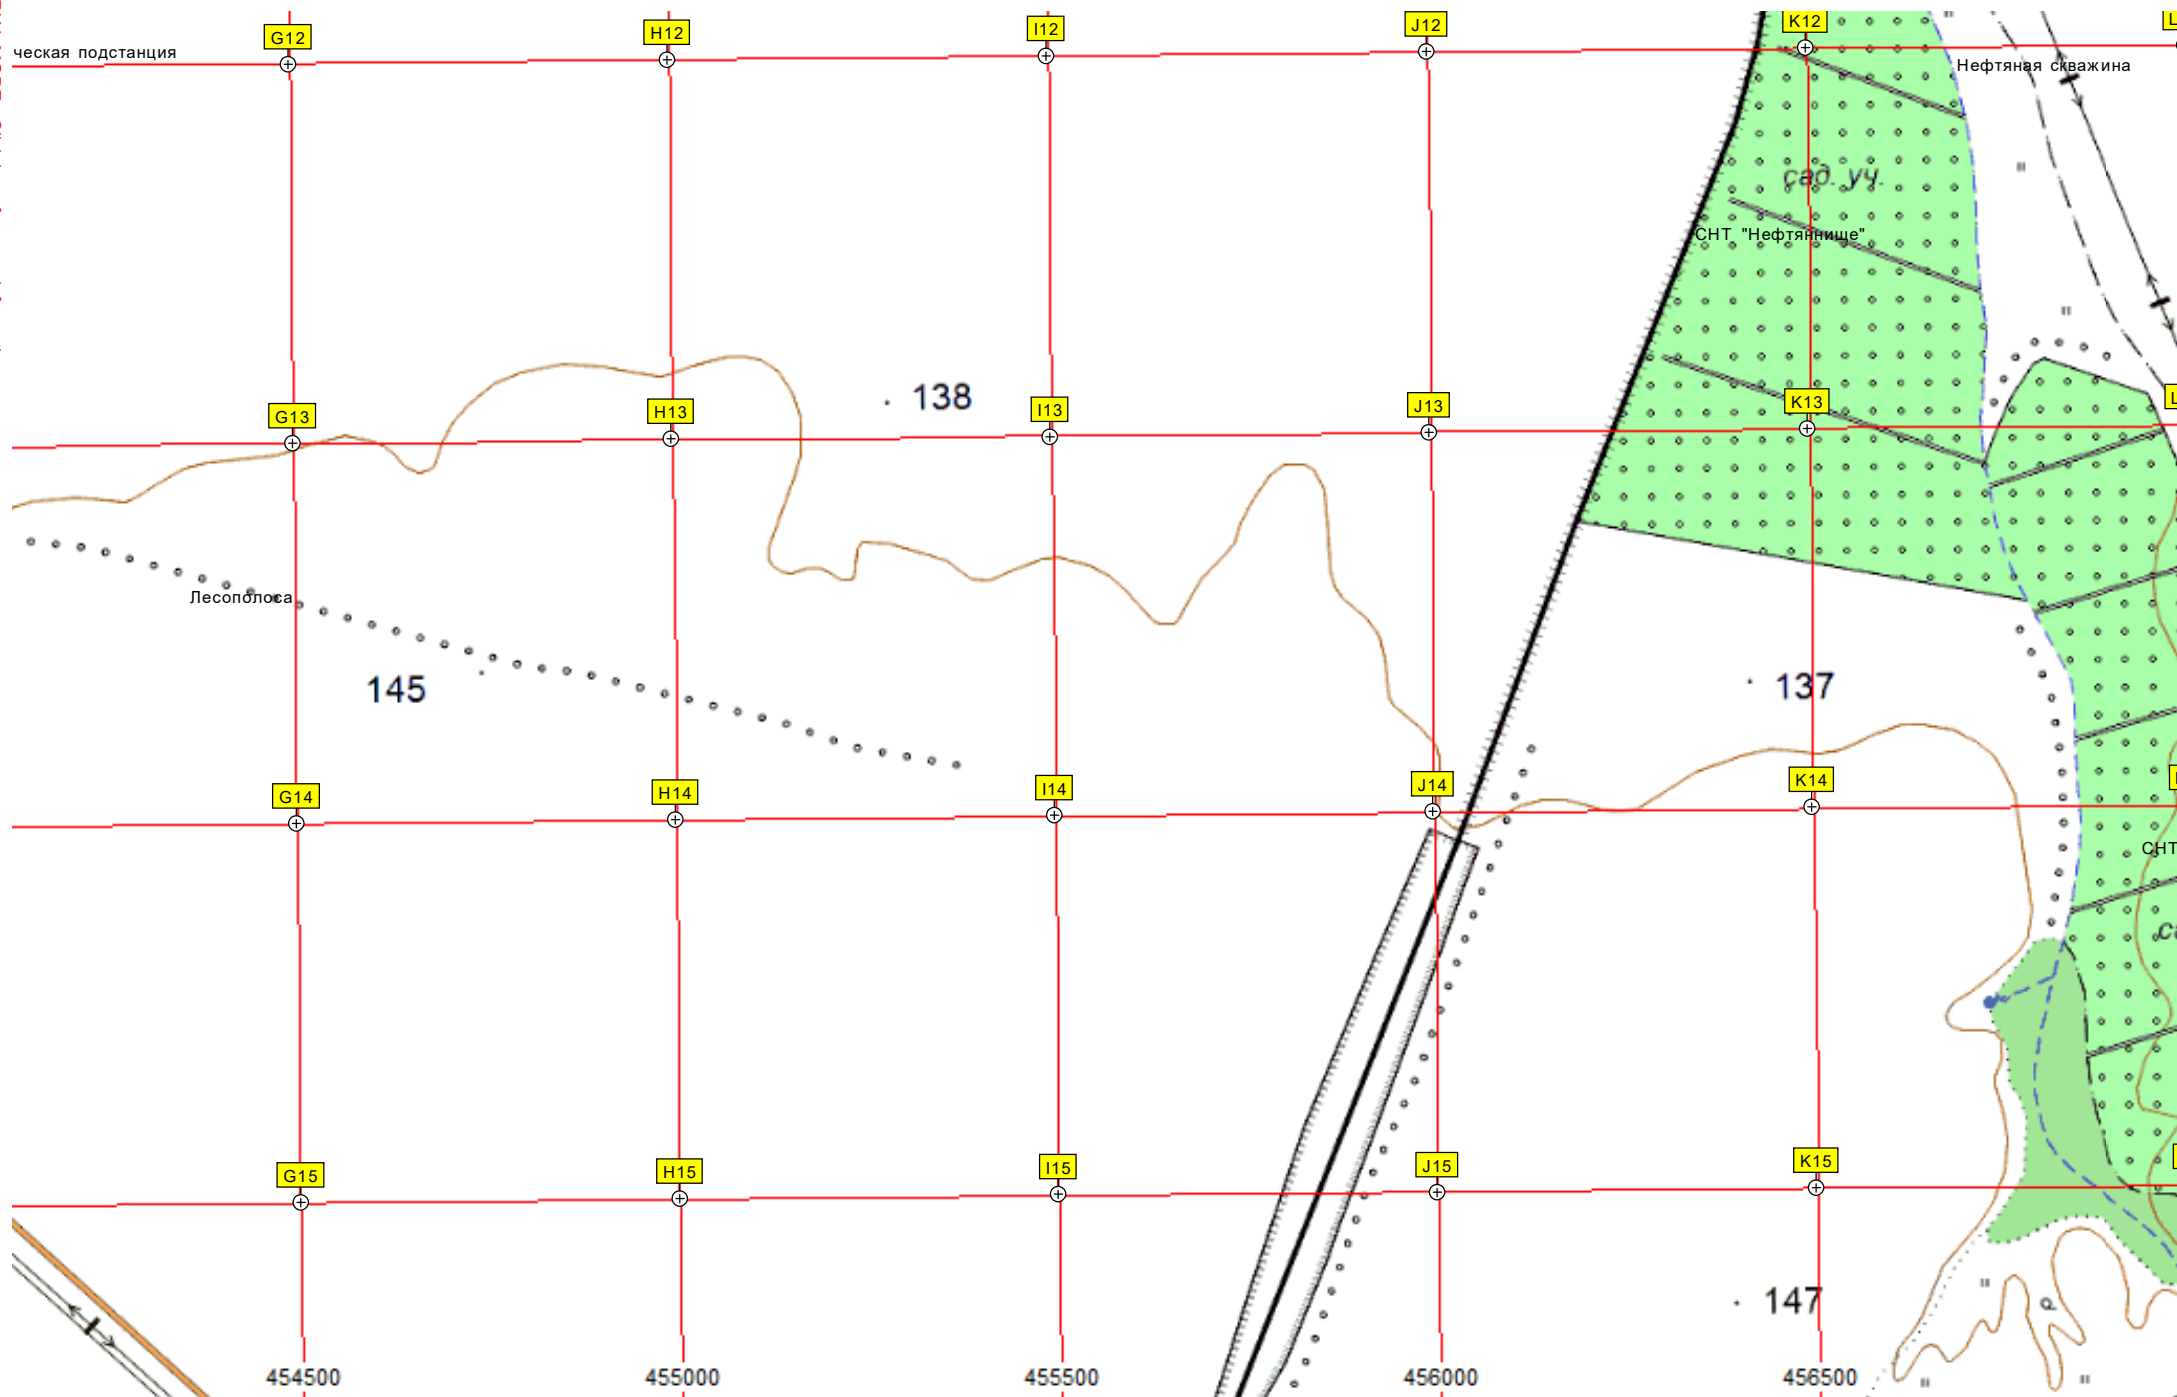 G12 H12 I12 J12 K12
ческая подстанция
Нефтяная скважина
сад. уч.
СНТ "Нефтяннище"
138
G13 H13 I13 J13 K13
Лесополоса
145
137
G14 H14 I14 J14 K14
СНТ
G15 H15 I15 J15 K15
147
454500 455000 455500 456000 456500